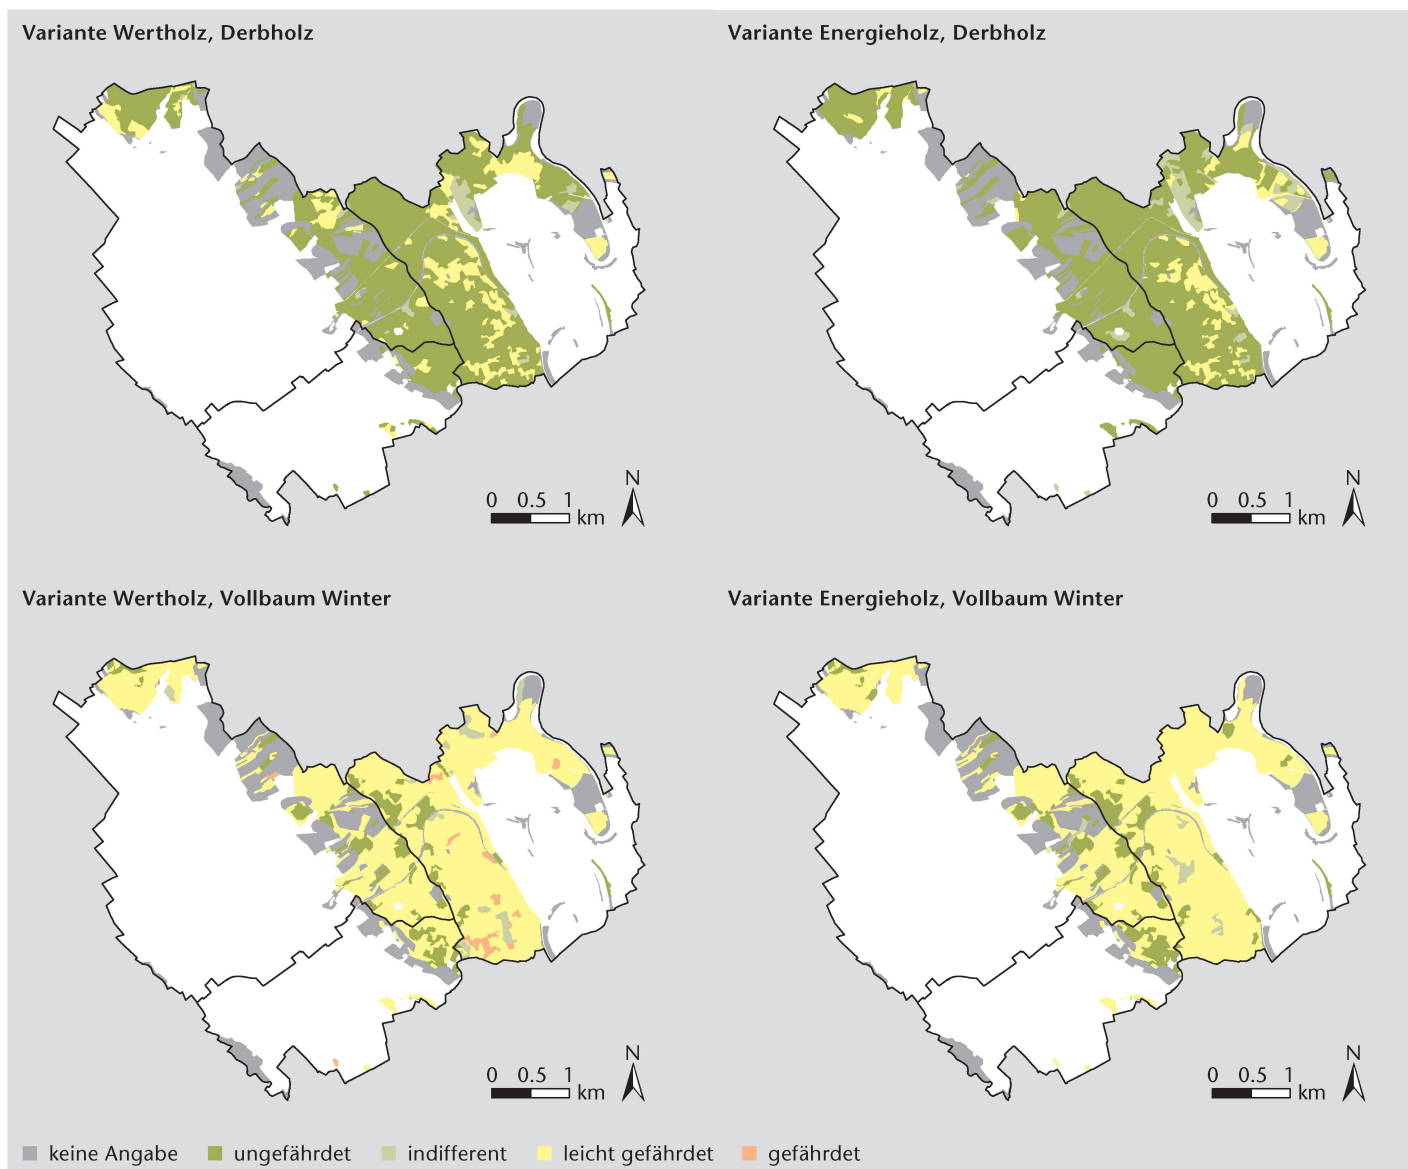 Variante Wertholz, Derbholz
Variante Energieholz, Derbholz
N
0 0.5 1
km
N
0 0.5 1
km
Variante Wertholz, Vollbaum Winter
Variante Energieholz, Vollbaum Winter
N
0 0.5 1
km
N
0 0.5 1
km
keine Angabe ungefährdet indifferent leicht gefährdet gefährdet